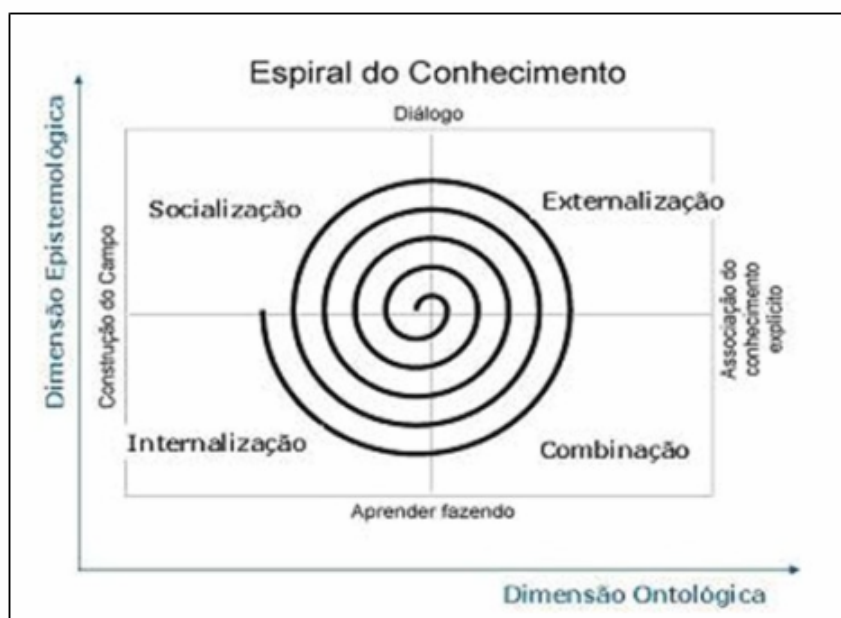 Espiral do Conhecimento
Diálogo
Dimensão Epistemológica
Construção do Campo
Socialização
Externalização
Associação do
conhecimento
explícito
Internalização
Combinação
Aprender fazendo
Dimensão Ontológica